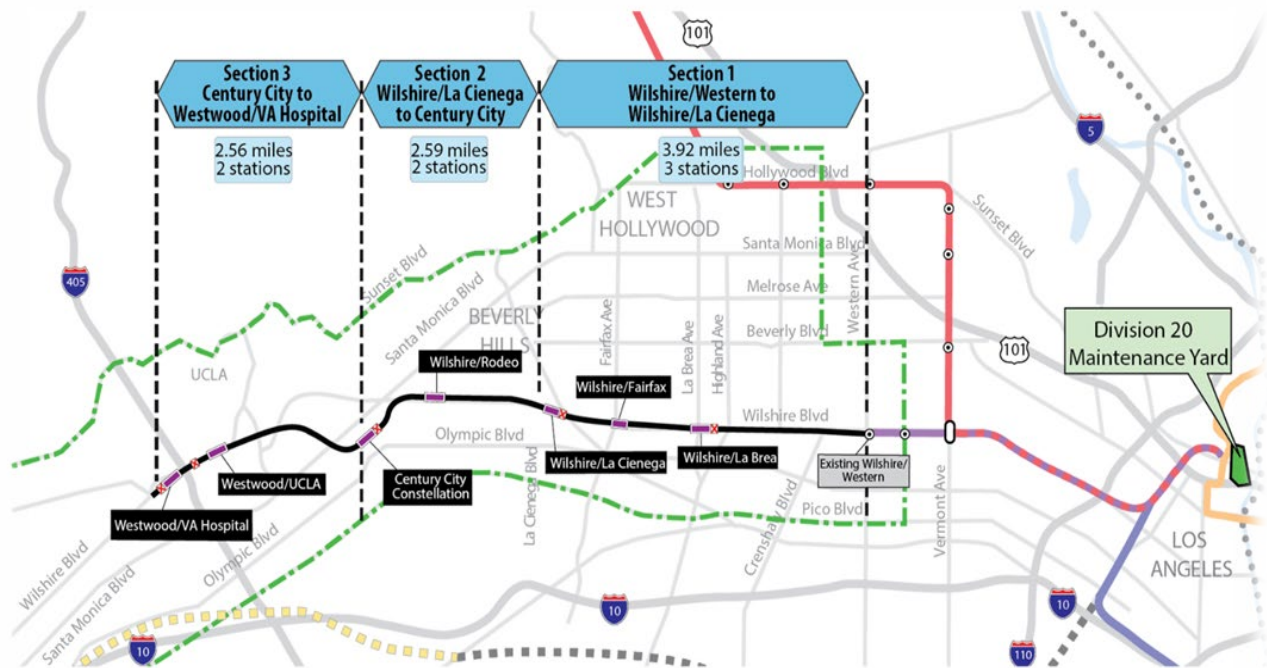 101
Section 3
Century City to
Westwood/VA Hospital
Section 2
Wilshire/La Cienega
to Century City
Section 1
Wilshire/Western to
Wilshire/La Cienega
2.56 miles
2 stations
2.59 miles
2 stations
3.92 miles
3 stations
5
Hollywood Blvd
WEST
HOLLYWOOD
Sunset Blvd
Santa Monica Blvd
Sunset Blvd
405
Western Ave
Melrose Ave
Santa Monica Blvd
BEVERLY
HILLS
Fairfax Ave
La Brea Ave
Highland Ave
Beverly Blvd
101
Division 20
Maintenance Yard
UCLA
Wilshire/Rodeo
Wilshire/Fairfax
Wilshire Blvd
Olympic Blvd
Wilshire/La Cienega
Wilshire/La Brea
Existing Wilshire/
Western
Westwood/UCLA
Century City
Constellation
La Cienega Blvd
Crenshaw Blvd
Pico Blvd
Vermont Ave
Westwood/VA Hospital
Wilshire Blvd
Santa Monica Blvd
Olympic Blvd
LOS
ANGELES
10
10
10
110